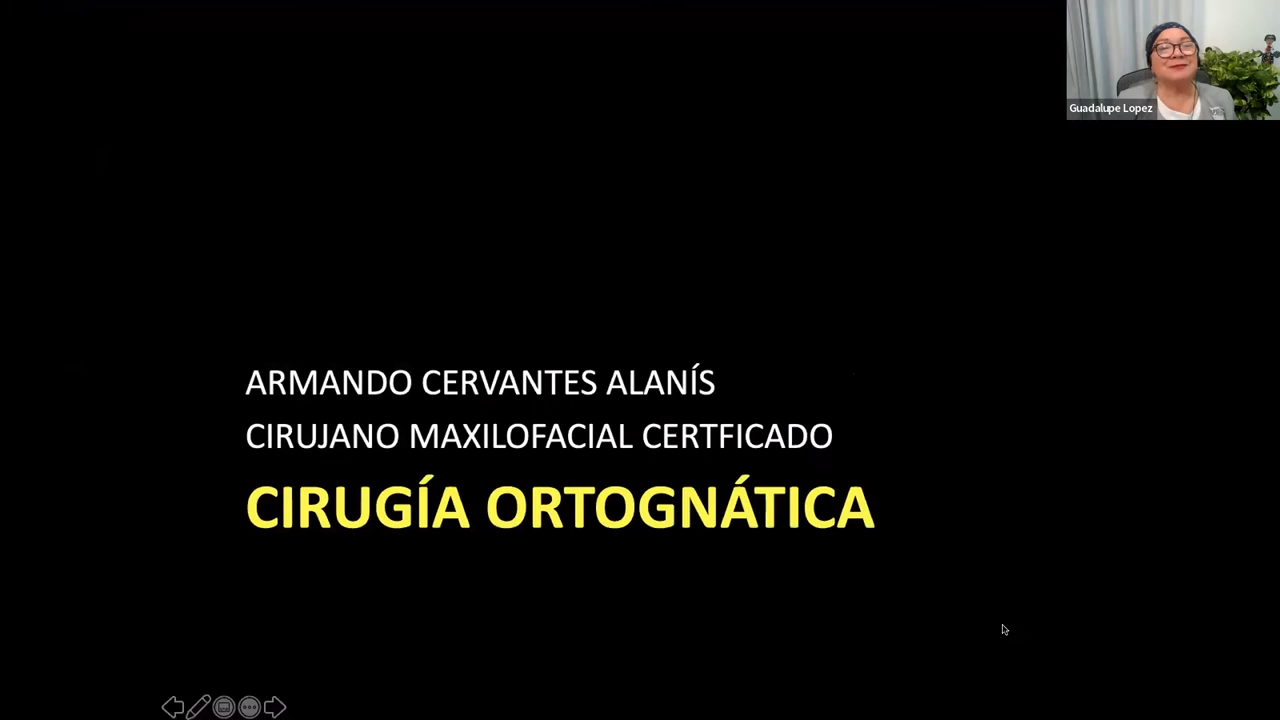 Guadalupe Lopez
ARMANDO CERVANTES ALANÍS
CIRUJANO MAXILOFACIAL CERTFICADO
CIRUGÍA ORTOGNÁTICA